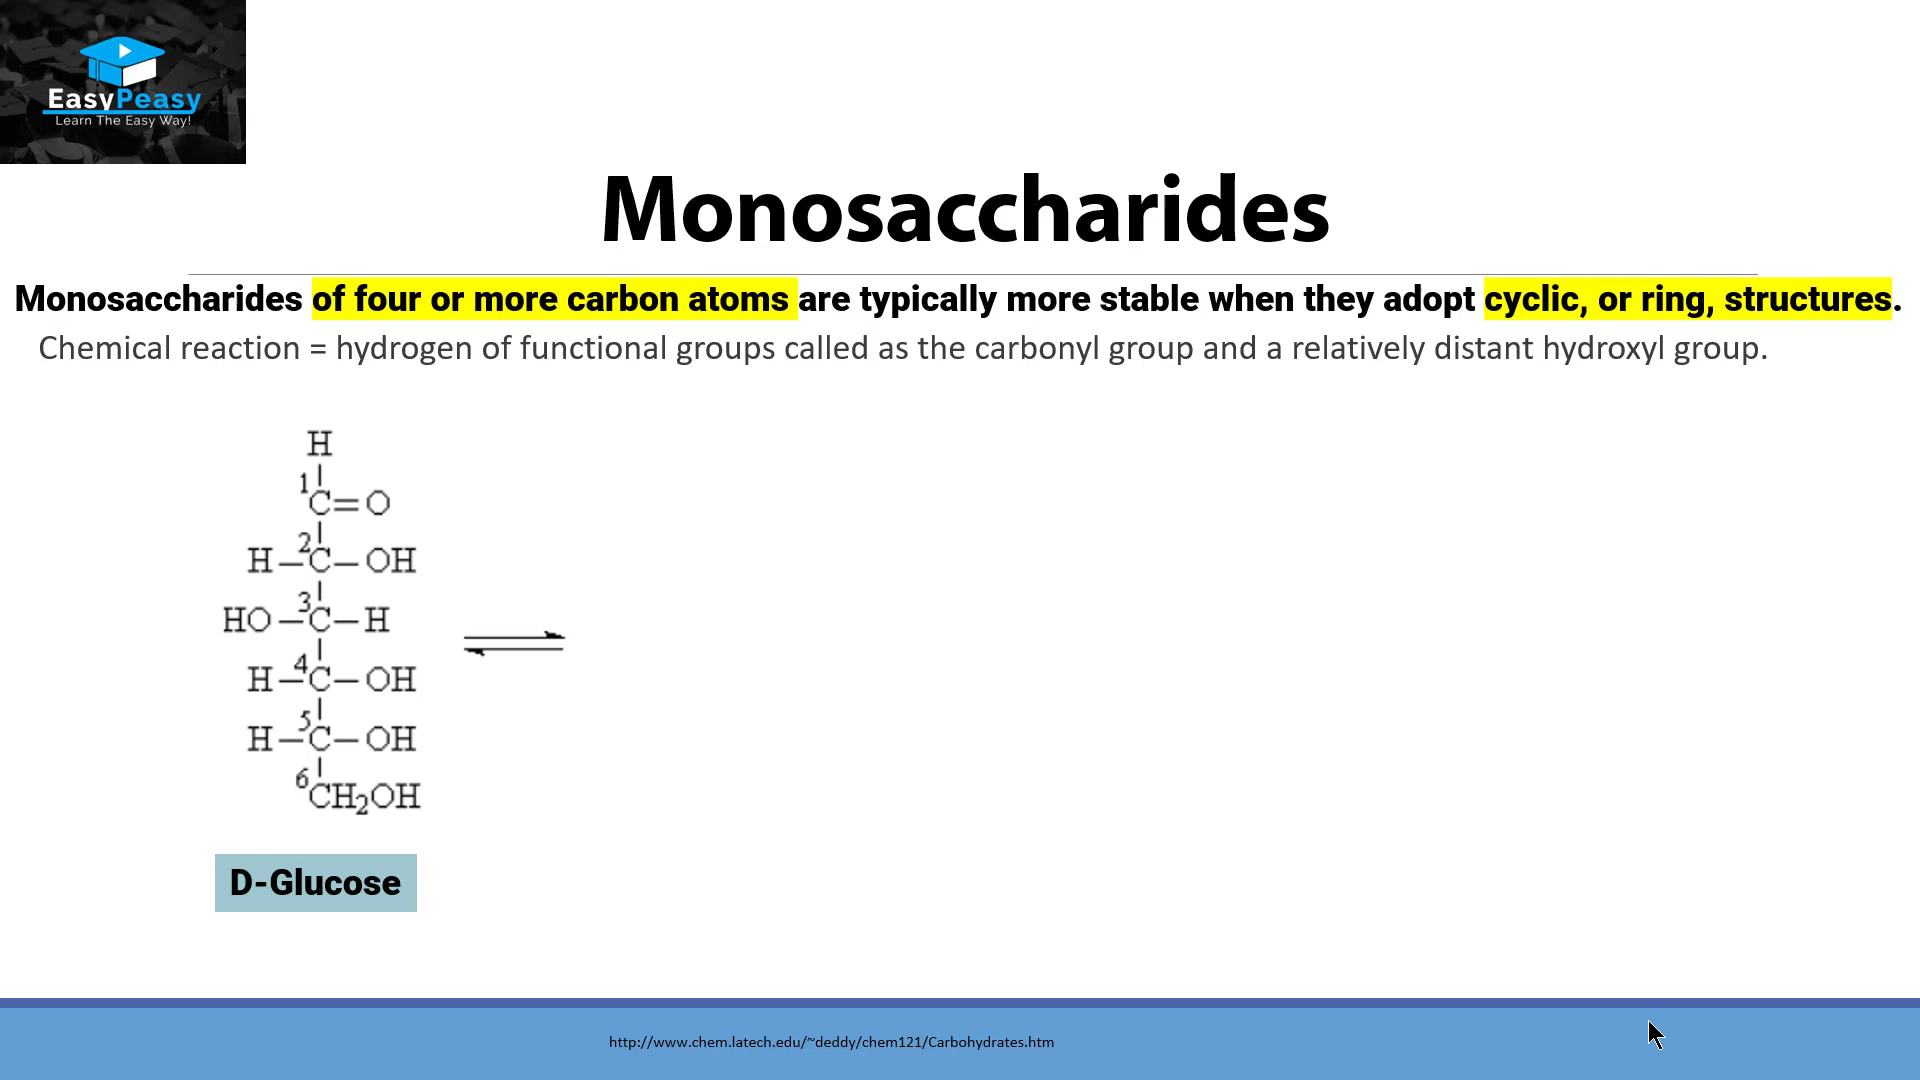 EasyPeasy
Learn The Easy Way!
Monosaccharides
Monosaccharides of four or more carbon atoms are typically more stable when they adopt cyclic, or ring, structures.
Chemical reaction = hydrogen of functional groups called as the carbonyl group and a relatively distant hydroxyl group.
H
1
C=O
2
H–C–OH
3
HO–C–H
4
H–C–OH
5
H–C–OH
6
CH₂OH
D-Glucose
http://www.chem.latech.edu/~deddy/chem121/Carbohydrates.htm